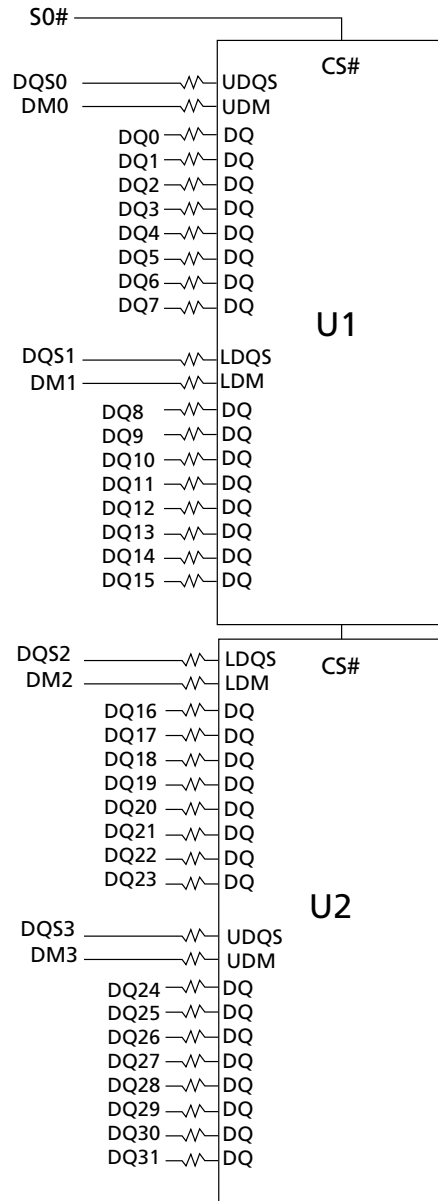 S0#
CS#
DQS0 UDQS
DM0 UDM
DQ0 DQ
DQ1 DQ
DQ2 DQ
DQ3 DQ
DQ4 DQ
DQ5 DQ
DQ6 DQ
DQ7 DQ
U1
DQS1 LDQS
DM1 LDM
DQ8 DQ
DQ9 DQ
DQ10 DQ
DQ11 DQ
DQ12 DQ
DQ13 DQ
DQ14 DQ
DQ15 DQ
DQS2 LDQS CS#
DM2 LDM
DQ16 DQ
DQ17 DQ
DQ18 DQ
DQ19 DQ
DQ20 DQ
DQ21 DQ
DQ22 DQ
DQ23 DQ
U2
DQS3 UDQS
DM3 UDM
DQ24 DQ
DQ25 DQ
DQ26 DQ
DQ27 DQ
DQ28 DQ
DQ29 DQ
DQ30 DQ
DQ31 DQ